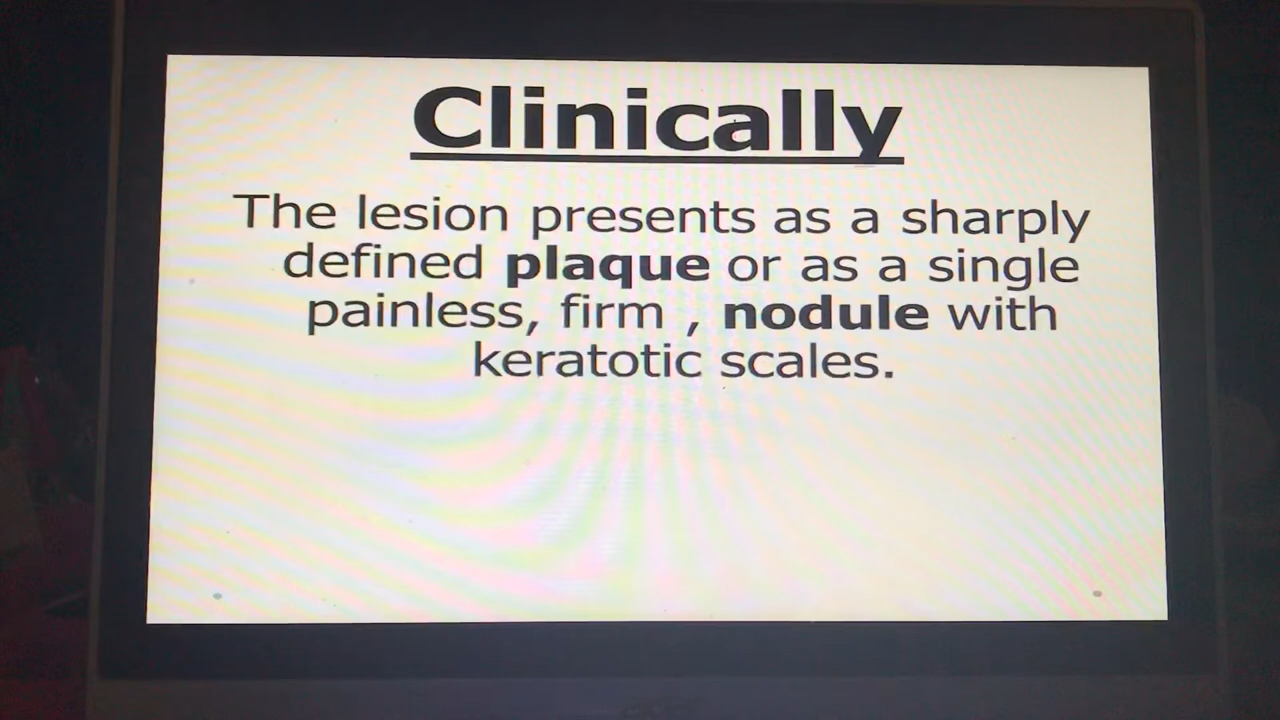 Clinically
The lesion presents as a sharply
defined plaque or as a single
painless, firm , nodule with
keratotic scales.